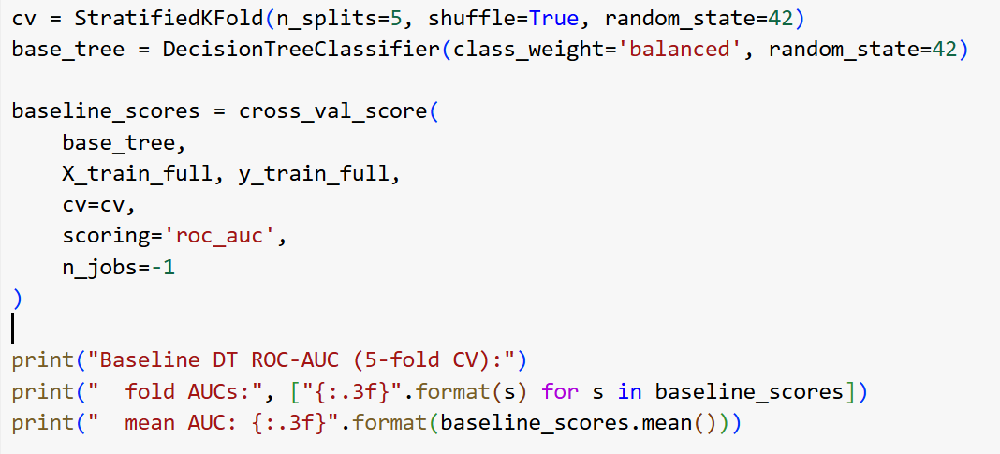 cv = StratifiedKFold(n_splits=5, shuffle=True, random_state=42)
base_tree = DecisionTreeClassifier(class_weight='balanced', random_state=42)

baseline_scores = cross_val_score(
    base_tree,
    X_train_full, y_train_full,
    cv=cv,
    scoring='roc_auc',
    n_jobs=-1
)

print("Baseline DT ROC-AUC (5-fold CV):")
print("  fold AUCs:", ["{:.3f}".format(s) for s in baseline_scores])
print("  mean AUC: {:.3f}".format(baseline_scores.mean()))